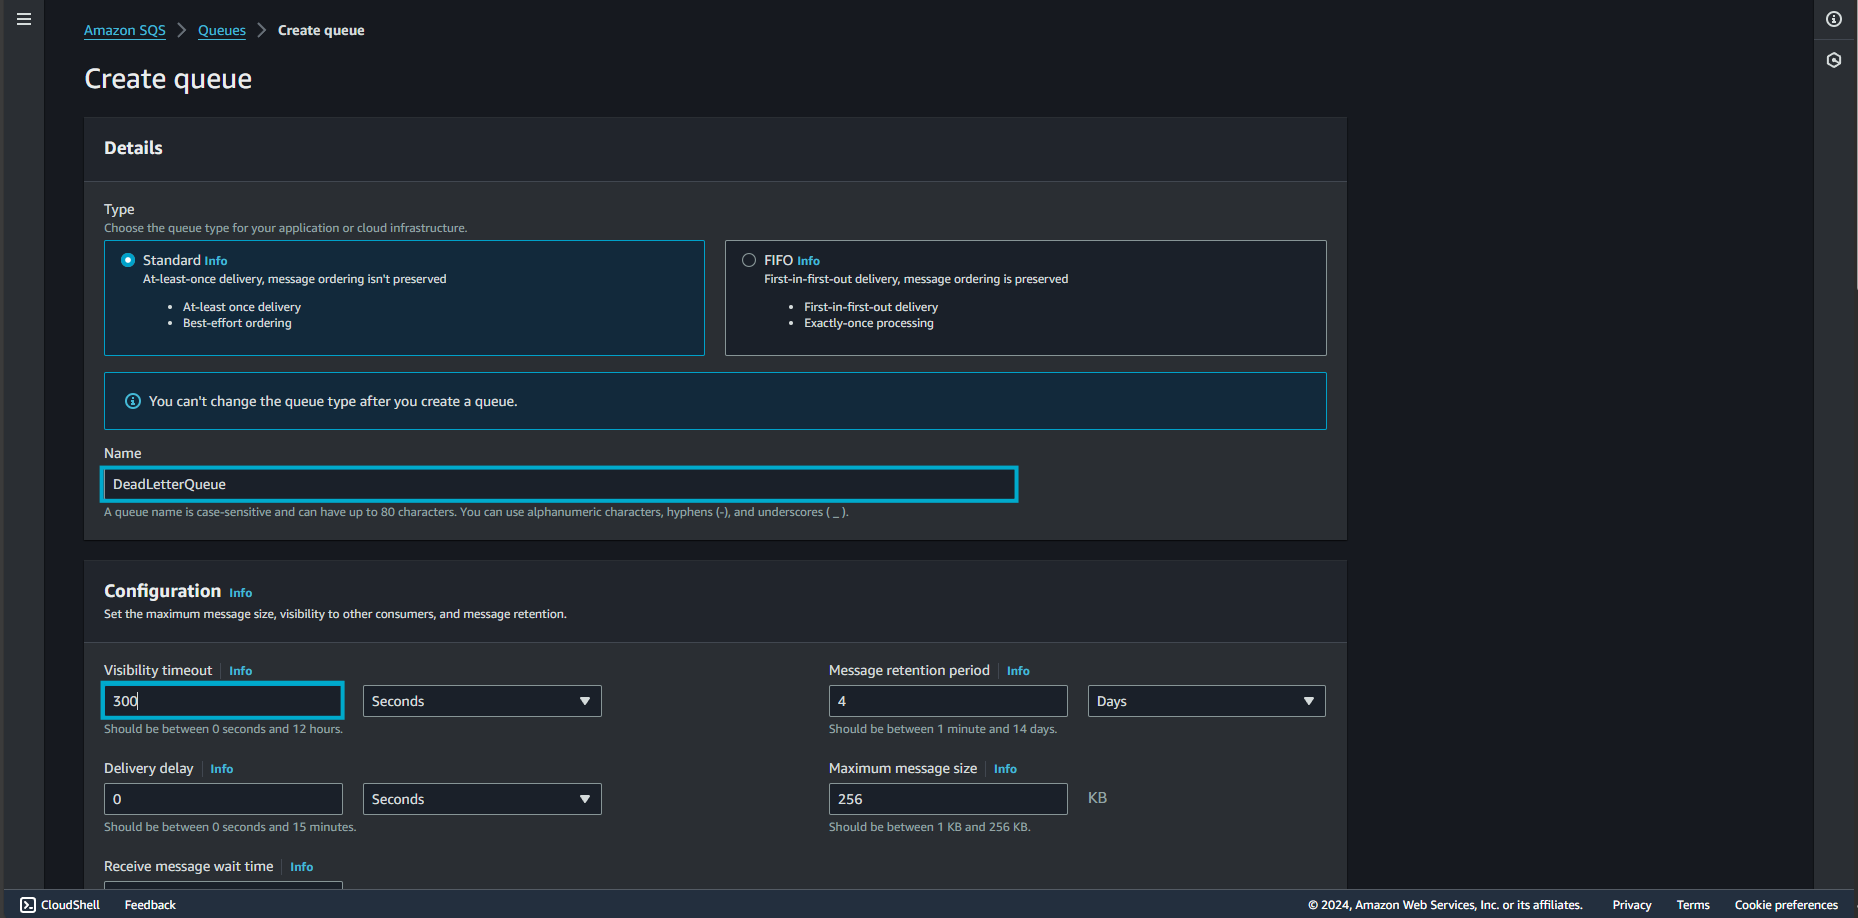 Amazon SQS > Queues > Create queue
Create queue
Details
Type
Choose the queue type for your application or cloud infrastructure.
Standard Info
At-least-once delivery, message ordering isn't preserved
• At-least once delivery
• Best-effort ordering
FIFO Info
First-in-first-out delivery, message ordering is preserved
• First-in-first-out delivery
• Exactly-once processing
You can't change the queue type after you create a queue.
Name
DeadLetterQueue
A queue name is case-sensitive and can have up to 80 characters. You can use alphanumeric characters, hyphens (-), and underscores ( _ ).
Configuration Info
Set the maximum message size, visibility to other consumers, and message retention.
Visibility timeout Info
300 Seconds
Should be between 0 seconds and 12 hours.
Message retention period Info
4 Days
Should be between 1 minute and 14 days.
Delivery delay Info
0 Seconds
Should be between 0 seconds and 15 minutes.
Maximum message size Info
256 KB
Should be between 1 KB and 256 KB.
Receive message wait time Info
CloudShell Feedback © 2024, Amazon Web Services, Inc. or its affiliates. Privacy Terms Cookie preferences